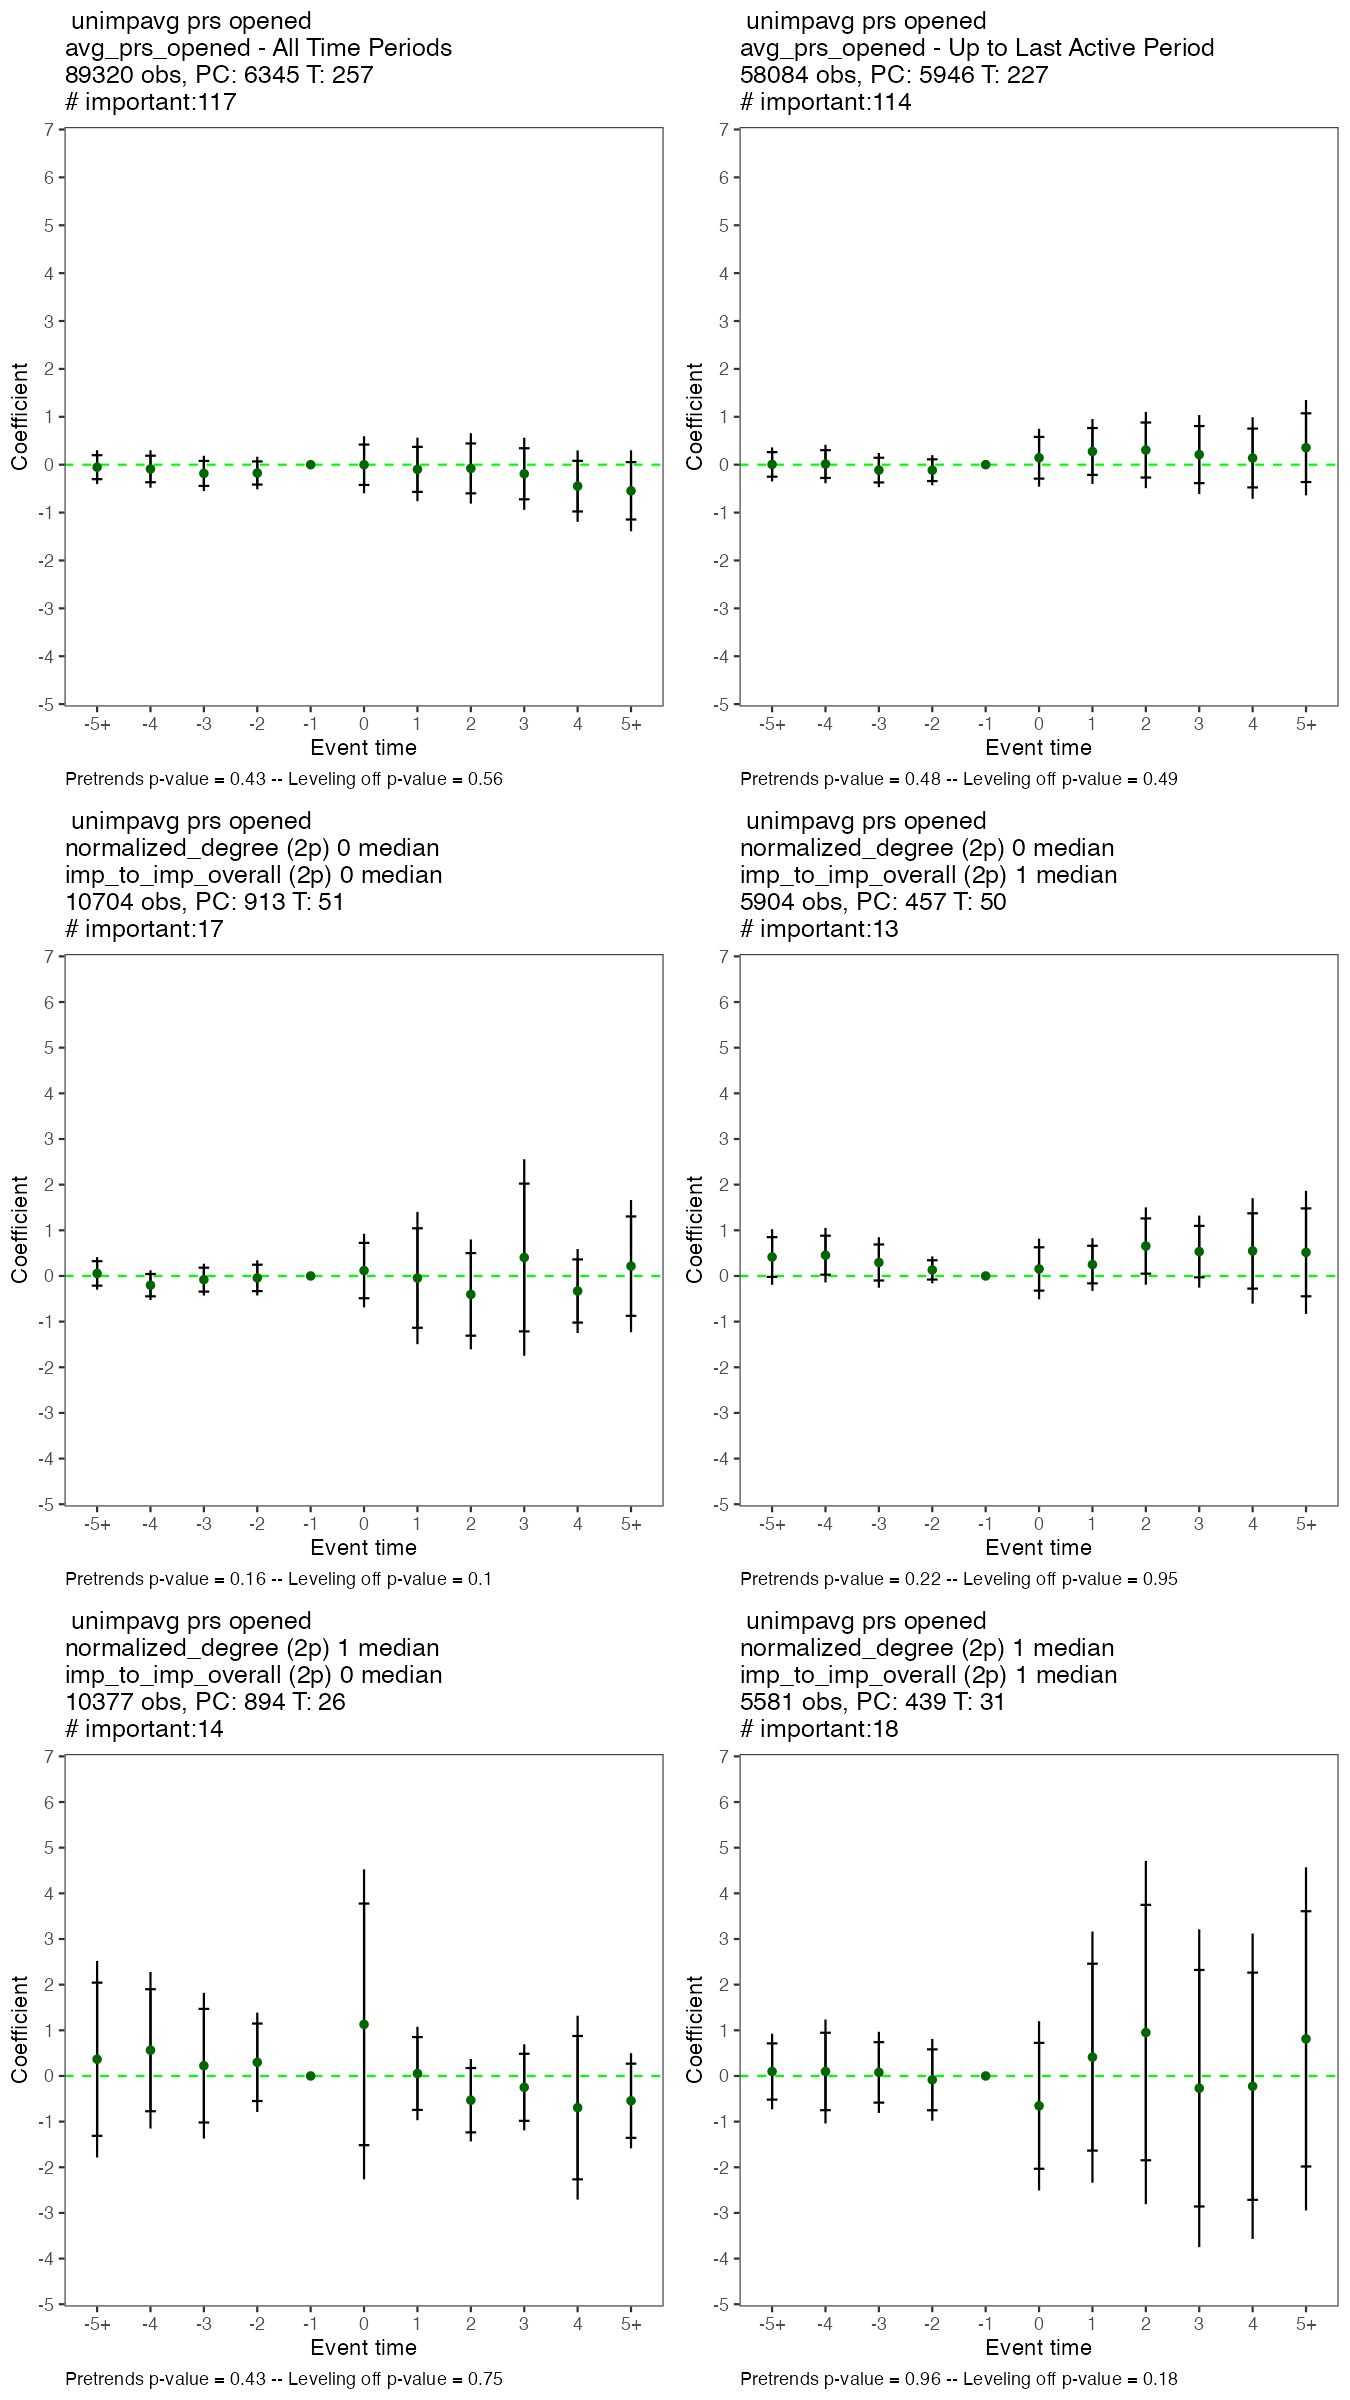 unimpavg prs opened
avg_prs_opened - All Time Periods
89320 obs, PC: 6345 T: 257
# important:117
7
6
5
4
3
2
1
0
-1
-2
-3
-4
-5
Coefficient
-5+ -4 -3 -2 -1 0 1 2 3 4 5+
Event time
Pretrends p-value = 0.43 -- Leveling off p-value = 0.56
unimpavg prs opened
avg_prs_opened - Up to Last Active Period
58084 obs, PC: 5946 T: 227
# important:114
7
6
5
4
3
2
1
0
-1
-2
-3
-4
-5
Coefficient
-5+ -4 -3 -2 -1 0 1 2 3 4 5+
Event time
Pretrends p-value = 0.48 -- Leveling off p-value = 0.49
unimpavg prs opened
normalized_degree (2p) 0 median
imp_to_imp_overall (2p) 0 median
10704 obs, PC: 913 T: 51
# important:17
7
6
5
4
3
2
1
0
-1
-2
-3
-4
-5
Coefficient
-5+ -4 -3 -2 -1 0 1 2 3 4 5+
Event time
Pretrends p-value = 0.16 -- Leveling off p-value = 0.1
unimpavg prs opened
normalized_degree (2p) 0 median
imp_to_imp_overall (2p) 1 median
5904 obs, PC: 457 T: 50
# important:13
7
6
5
4
3
2
1
0
-1
-2
-3
-4
-5
Coefficient
-5+ -4 -3 -2 -1 0 1 2 3 4 5+
Event time
Pretrends p-value = 0.22 -- Leveling off p-value = 0.95
unimpavg prs opened
normalized_degree (2p) 1 median
imp_to_imp_overall (2p) 0 median
10377 obs, PC: 894 T: 26
# important:14
7
6
5
4
3
2
1
0
-1
-2
-3
-4
-5
Coefficient
-5+ -4 -3 -2 -1 0 1 2 3 4 5+
Event time
Pretrends p-value = 0.43 -- Leveling off p-value = 0.75
unimpavg prs opened
normalized_degree (2p) 1 median
imp_to_imp_overall (2p) 1 median
5581 obs, PC: 439 T: 31
# important:18
7
6
5
4
3
2
1
0
-1
-2
-3
-4
-5
Coefficient
-5+ -4 -3 -2 -1 0 1 2 3 4 5+
Event time
Pretrends p-value = 0.96 -- Leveling off p-value = 0.18